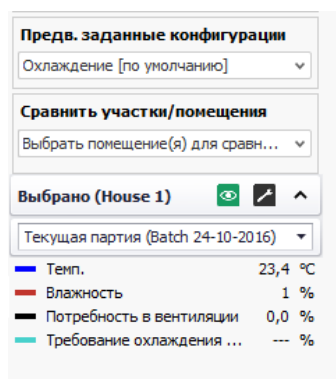 Предв. заданные конфигурации
Охлаждение [по умолчанию]
Сравнить участки/помещения
Выбрать помещение(я) для сравн...
Выбрано (House 1)
Текущая партия (Batch 24-10-2016)
Темп. 23,4 °C
Влажность 1 %
Потребность в вентиляции 0,0 %
Требование охлаждения ... --- %